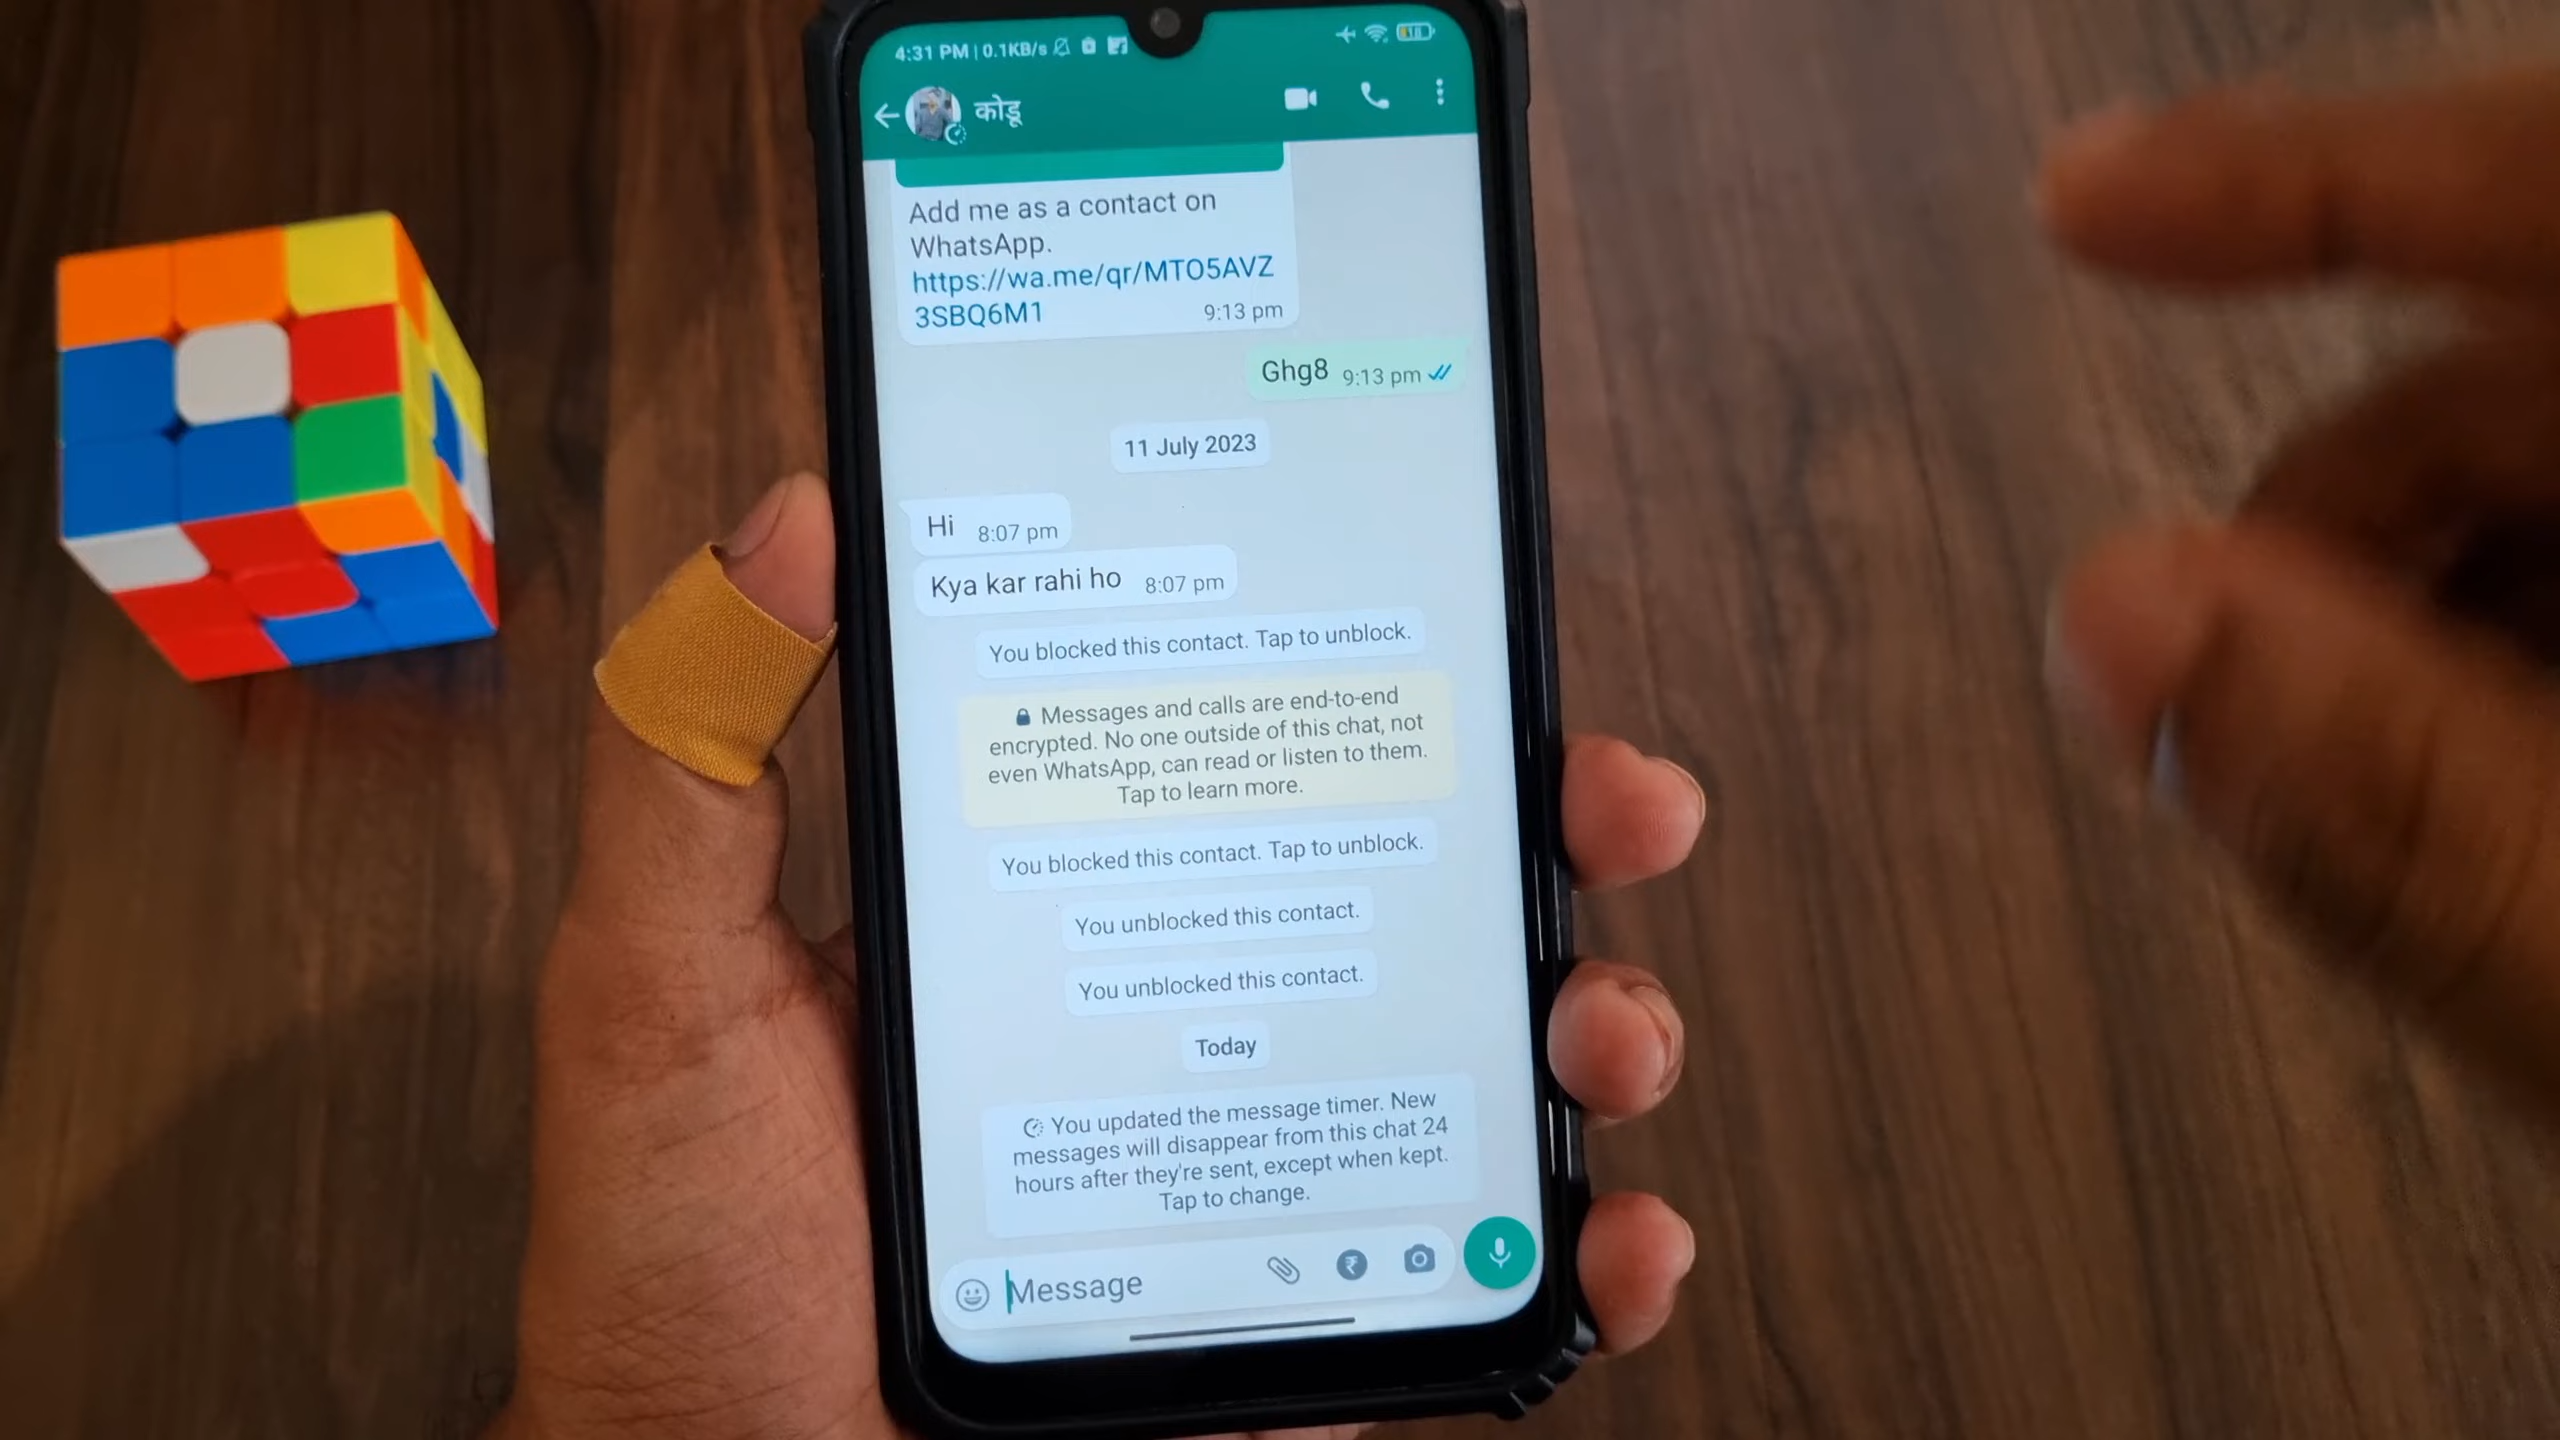 4:31 PM | 0.1KB/s
कोडू
Add me as a contact on
WhatsApp.
https://wa.me/qr/MTO5AVZ
3SBQ6M1 9:13 pm
Ghg8 9:13 pm
11 July 2023
Hi 8:07 pm
Kya kar rahi ho 8:07 pm
You blocked this contact. Tap to unblock.
Messages and calls are end-to-end
encrypted. No one outside of this chat, not
even WhatsApp, can read or listen to them.
Tap to learn more.
You blocked this contact. Tap to unblock.
You unblocked this contact.
You unblocked this contact.
Today
You updated the message timer. New
messages will disappear from this chat 24
hours after they're sent, except when kept.
Tap to change.
Message
₹